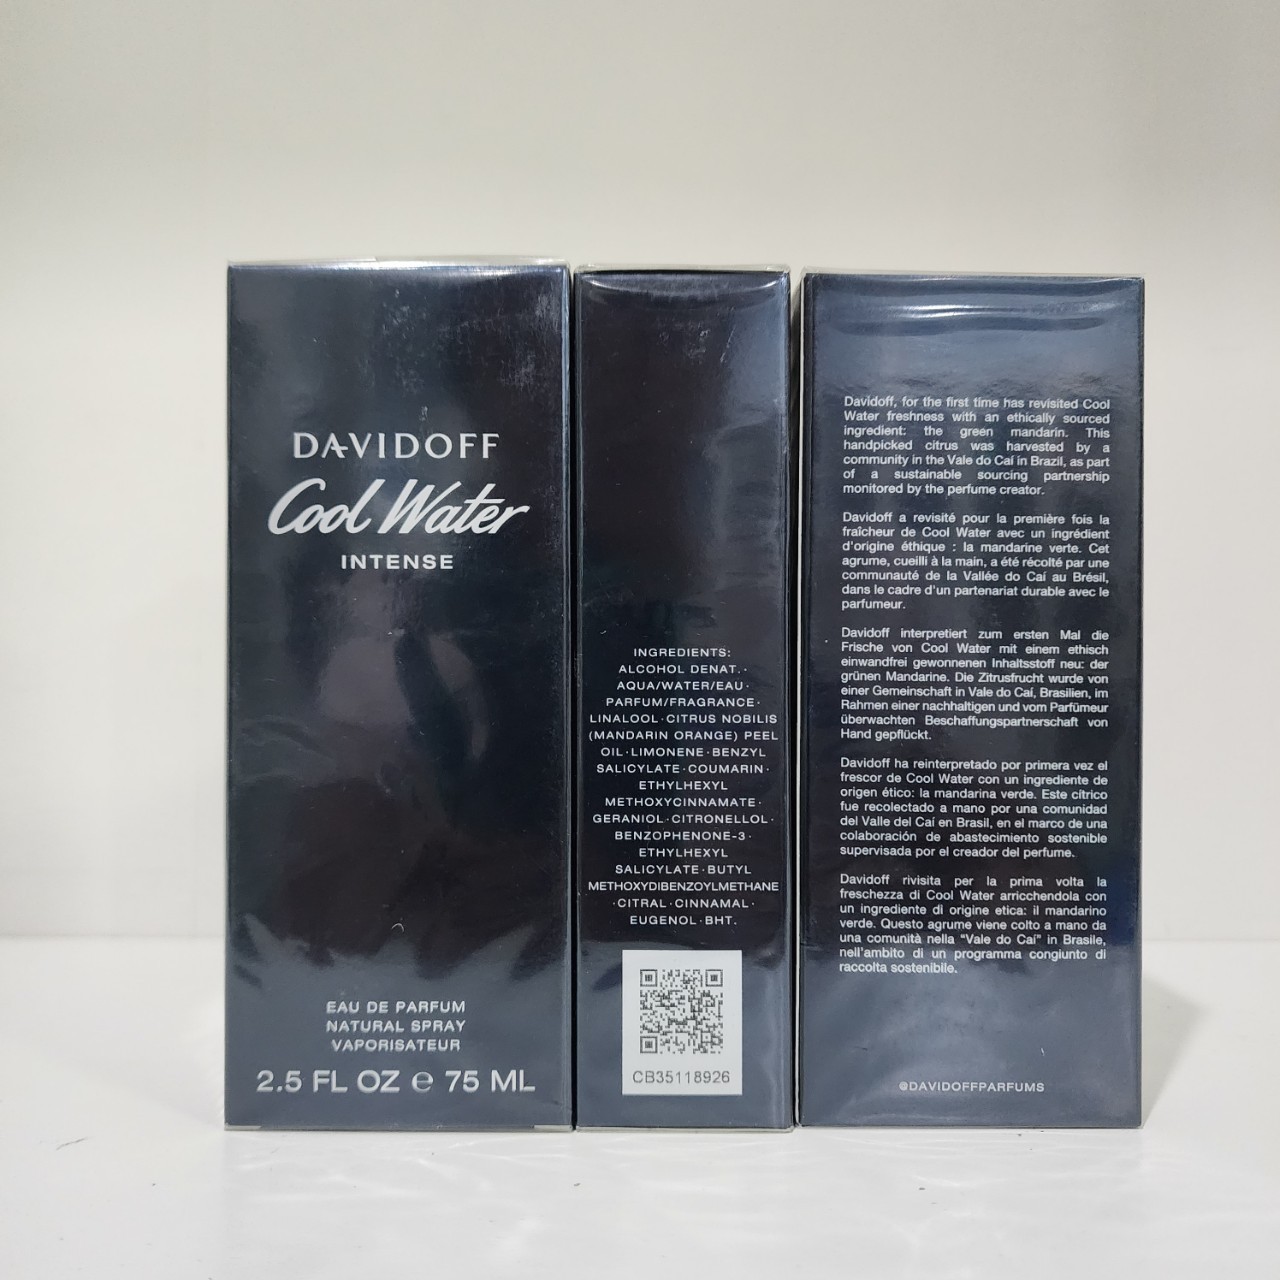 DAVIDOFF
Cool Water
INTENSE
EAU DE PARFUM
NATURAL SPRAY
VAPORISATEUR
2.5 FL OZ ℮ 75 ML
INGREDIENTS:
ALCOHOL DENAT.·
AQUA/WATER/EAU·
PARFUM/FRAGRANCE·
LINALOOL·CITRUS NOBILIS
(MANDARIN ORANGE) PEEL
OIL·LIMONENE·BENZYL
SALICYLATE·COUMARIN·
ETHYLHEXYL
METHOXYCINNAMATE·
GERANIOL·CITRONELLOL·
BENZOPHENONE-3·
ETHYLHEXYL
SALICYLATE·BUTYL
METHOXYDIBENZOYLMETHANE
·CITRAL·CINNAMAL·
EUGENOL·BHT.
CB35118926
Davidoff, for the first time has revisited Cool
Water freshness with an ethically sourced
ingredient: the green mandarin. This
handpicked citrus was harvested by a
community in the Vale do Caí in Brazil, as part
of a sustainable sourcing partnership
monitored by the perfume creator.
Davidoff a revisité pour la première fois la
fraîcheur de Cool Water avec un ingrédient
d'origine éthique : la mandarine verte. Cet
agrume, cueilli à la main, a été récolté par une
communauté de la Vallée do Caí au Brésil,
dans le cadre d'un partenariat durable avec le
parfumeur.
Davidoff interpretiert zum ersten Mal die
Frische von Cool Water mit einem ethisch
einwandfrei gewonnenen Inhaltsstoff neu: der
grünen Mandarine. Die Zitrusfrucht wurde von
einer Gemeinschaft in Vale do Caí, Brasilien, im
Rahmen einer nachhaltigen und vom Parfümeur
überwachten Beschaffungspartnerschaft von
Hand gepflückt.
Davidoff ha reinterpretado por primera vez el
frescor de Cool Water con un ingrediente de
origen ético: la mandarina verde. Este cítrico
fue recolectado a mano por una comunidad
del Valle del Caí en Brasil, en el marco de una
colaboración de abastecimiento sostenible
supervisada por el creador del perfume.
Davidoff rivisita per la prima volta la
freschezza di Cool Water arricchendola con
un ingrediente di origine etica: il mandarino
verde. Questo agrume viene colto a mano da
una comunità nella "Vale do Caí" in Brasile,
nell'ambito di un programma congiunto di
raccolta sostenibile.
@DAVIDOFFPARFUMS